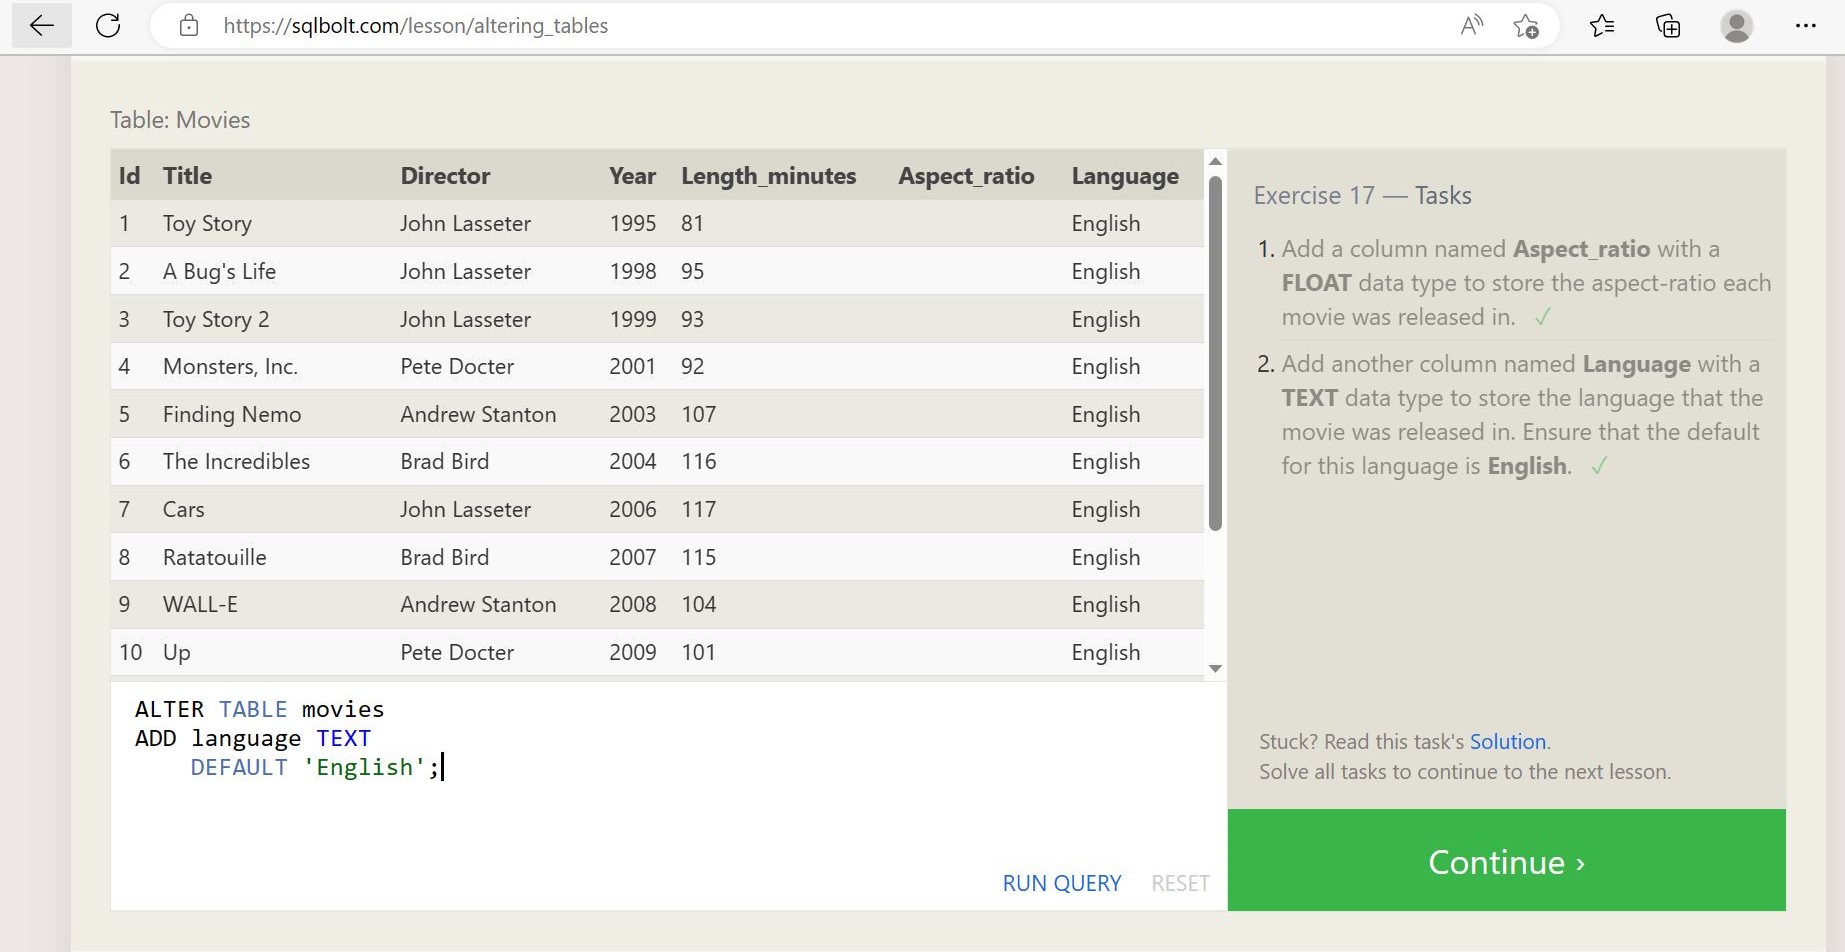 https://sqlbolt.com/lesson/altering_tables
Table: Movies
Id Title Director Year Length_minutes Aspect_ratio Language
1 Toy Story John Lasseter 1995 81 English
2 A Bug's Life John Lasseter 1998 95 English
3 Toy Story 2 John Lasseter 1999 93 English
4 Monsters, Inc. Pete Docter 2001 92 English
5 Finding Nemo Andrew Stanton 2003 107 English
6 The Incredibles Brad Bird 2004 116 English
7 Cars John Lasseter 2006 117 English
8 Ratatouille Brad Bird 2007 115 English
9 WALL-E Andrew Stanton 2008 104 English
10 Up Pete Docter 2009 101 English
ALTER TABLE movies
ADD language TEXT
DEFAULT 'English';
RUN QUERY RESET
Exercise 17 — Tasks
1. Add a column named Aspect_ratio with a
FLOAT data type to store the aspect-ratio each
movie was released in. ✓
2. Add another column named Language with a
TEXT data type to store the language that the
movie was released in. Ensure that the default
for this language is English. ✓
Stuck? Read this task's Solution.
Solve all tasks to continue to the next lesson.
Continue ›